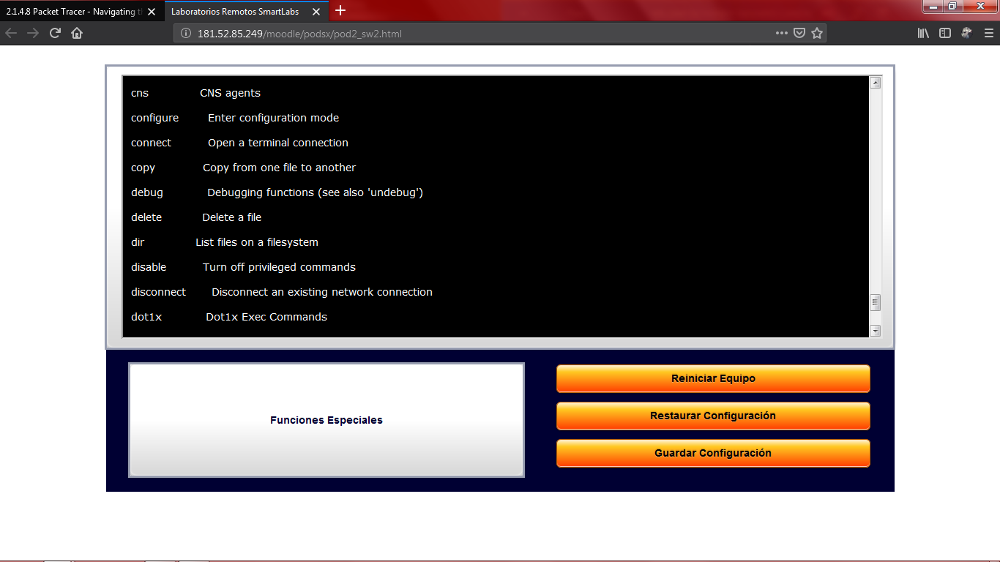 2.1.4.8 Packet Tracer - Navigating t
Laboratorios Remotos SmartLabs
181.52.85.249/moodle/podsx/pod2_sw2.html
cns CNS agents
configure Enter configuration mode
connect Open a terminal connection
copy Copy from one file to another
debug Debugging functions (see also 'undebug')
delete Delete a file
dir List files on a filesystem
disable Turn off privileged commands
disconnect Disconnect an existing network connection
dot1x Dot1x Exec Commands
Funciones Especiales
Reiniciar Equipo
Restaurar Configuración
Guardar Configuración